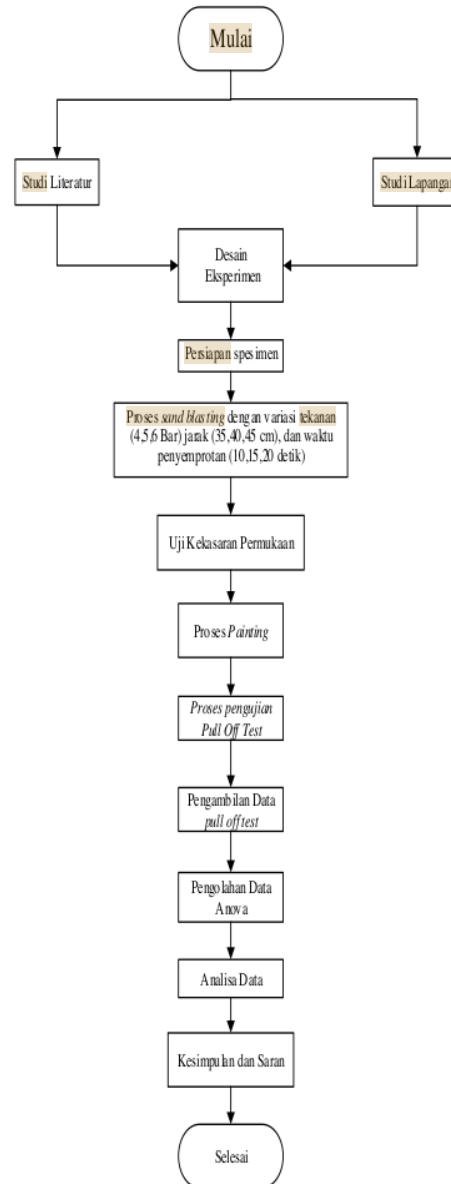 Mulai
Studi Literatur
Studi Lapangan
Desain
Eksperimen
Persiapan spesimen
Proses sand blasting dengan variasi tekanan
(4,5,6 Bar) jarak (35,40,45 cm), dan waktu
penyemprotan (10,15,20 detik)
Uji Kekasaran Permukaan
Proses Painting
Proses pengujian
Pull Off Test
Pengambilan Data
pull off test
Pengolahan Data
Anova
Analisa Data
Kesimpulan dan Saran
Selesai